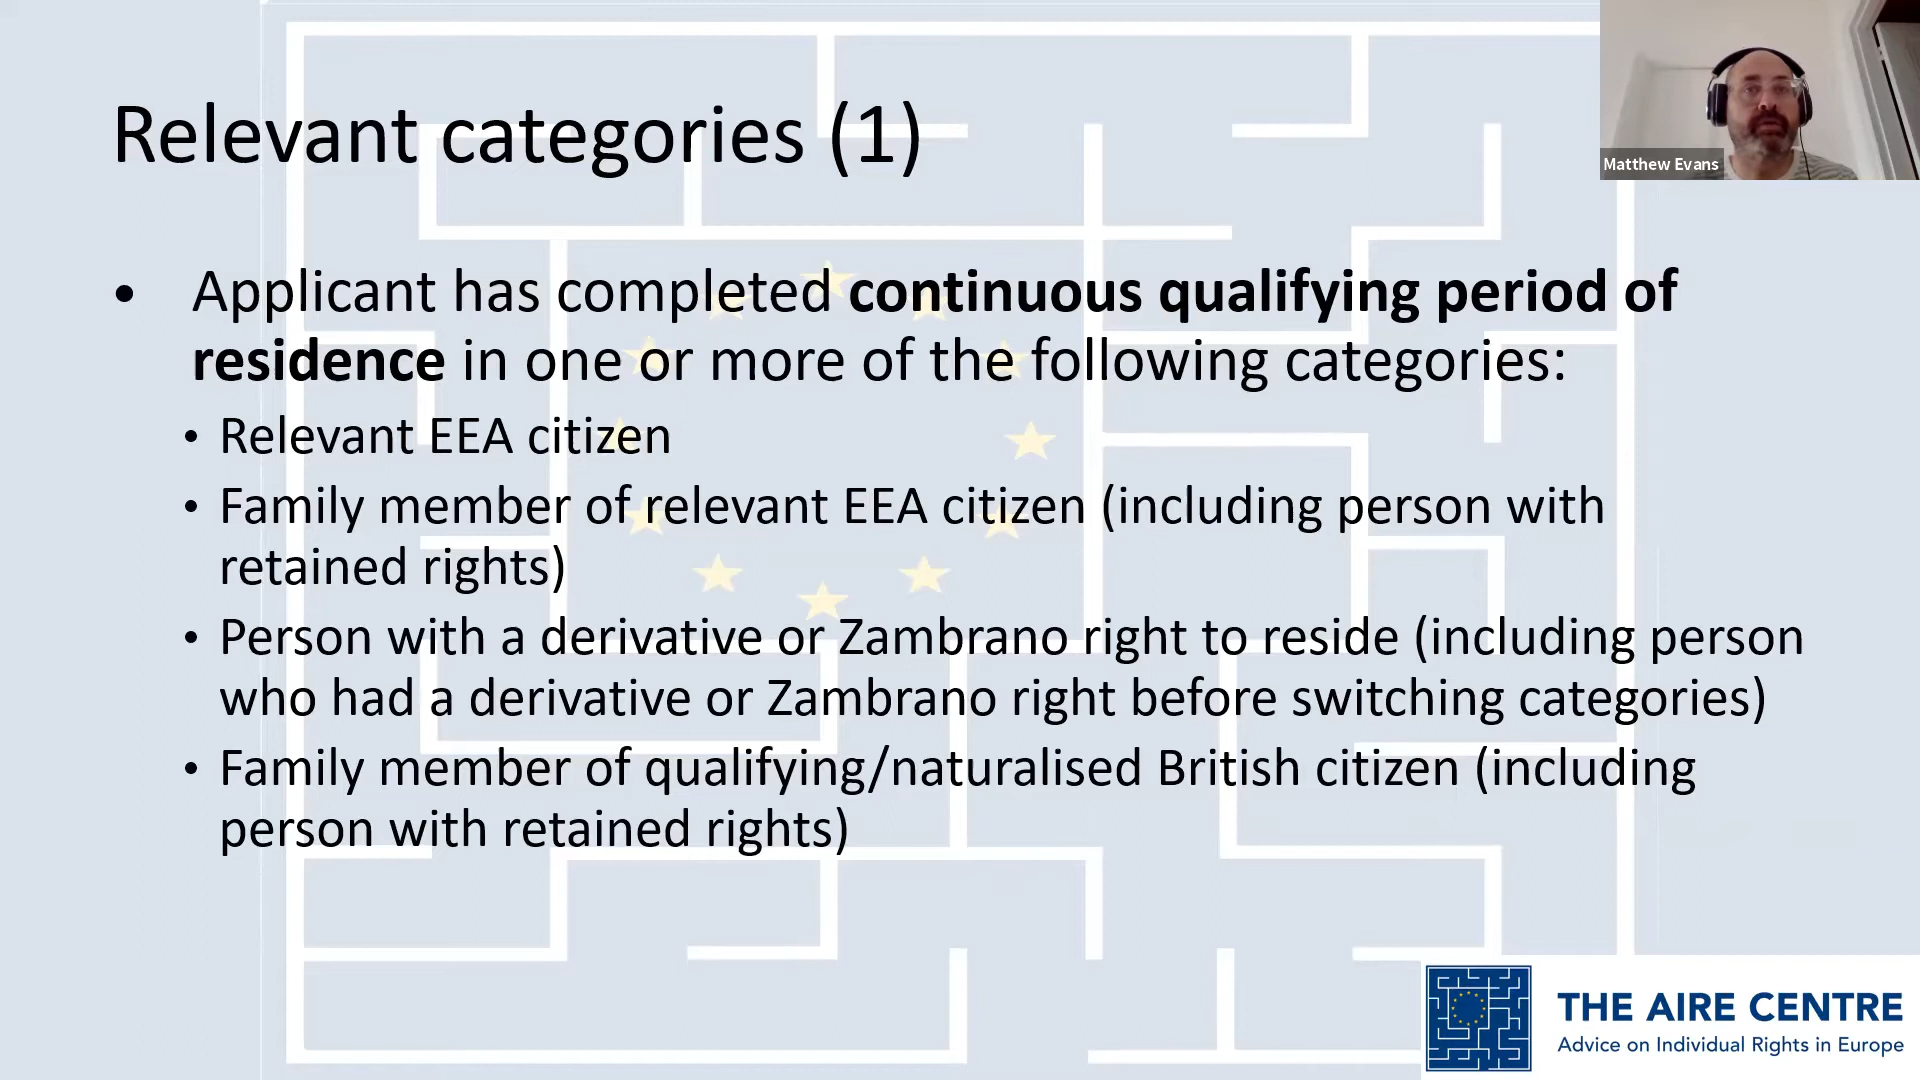 Relevant categories (1)
Matthew Evans
• Applicant has completed continuous qualifying period of
residence in one or more of the following categories:
• Relevant EEA citizen
• Family member of relevant EEA citizen (including person with
retained rights)
• Person with a derivative or Zambrano right to reside (including person
who had a derivative or Zambrano right before switching categories)
• Family member of qualifying/naturalised British citizen (including
person with retained rights)
THE AIRE CENTRE
Advice on Individual Rights in Europe